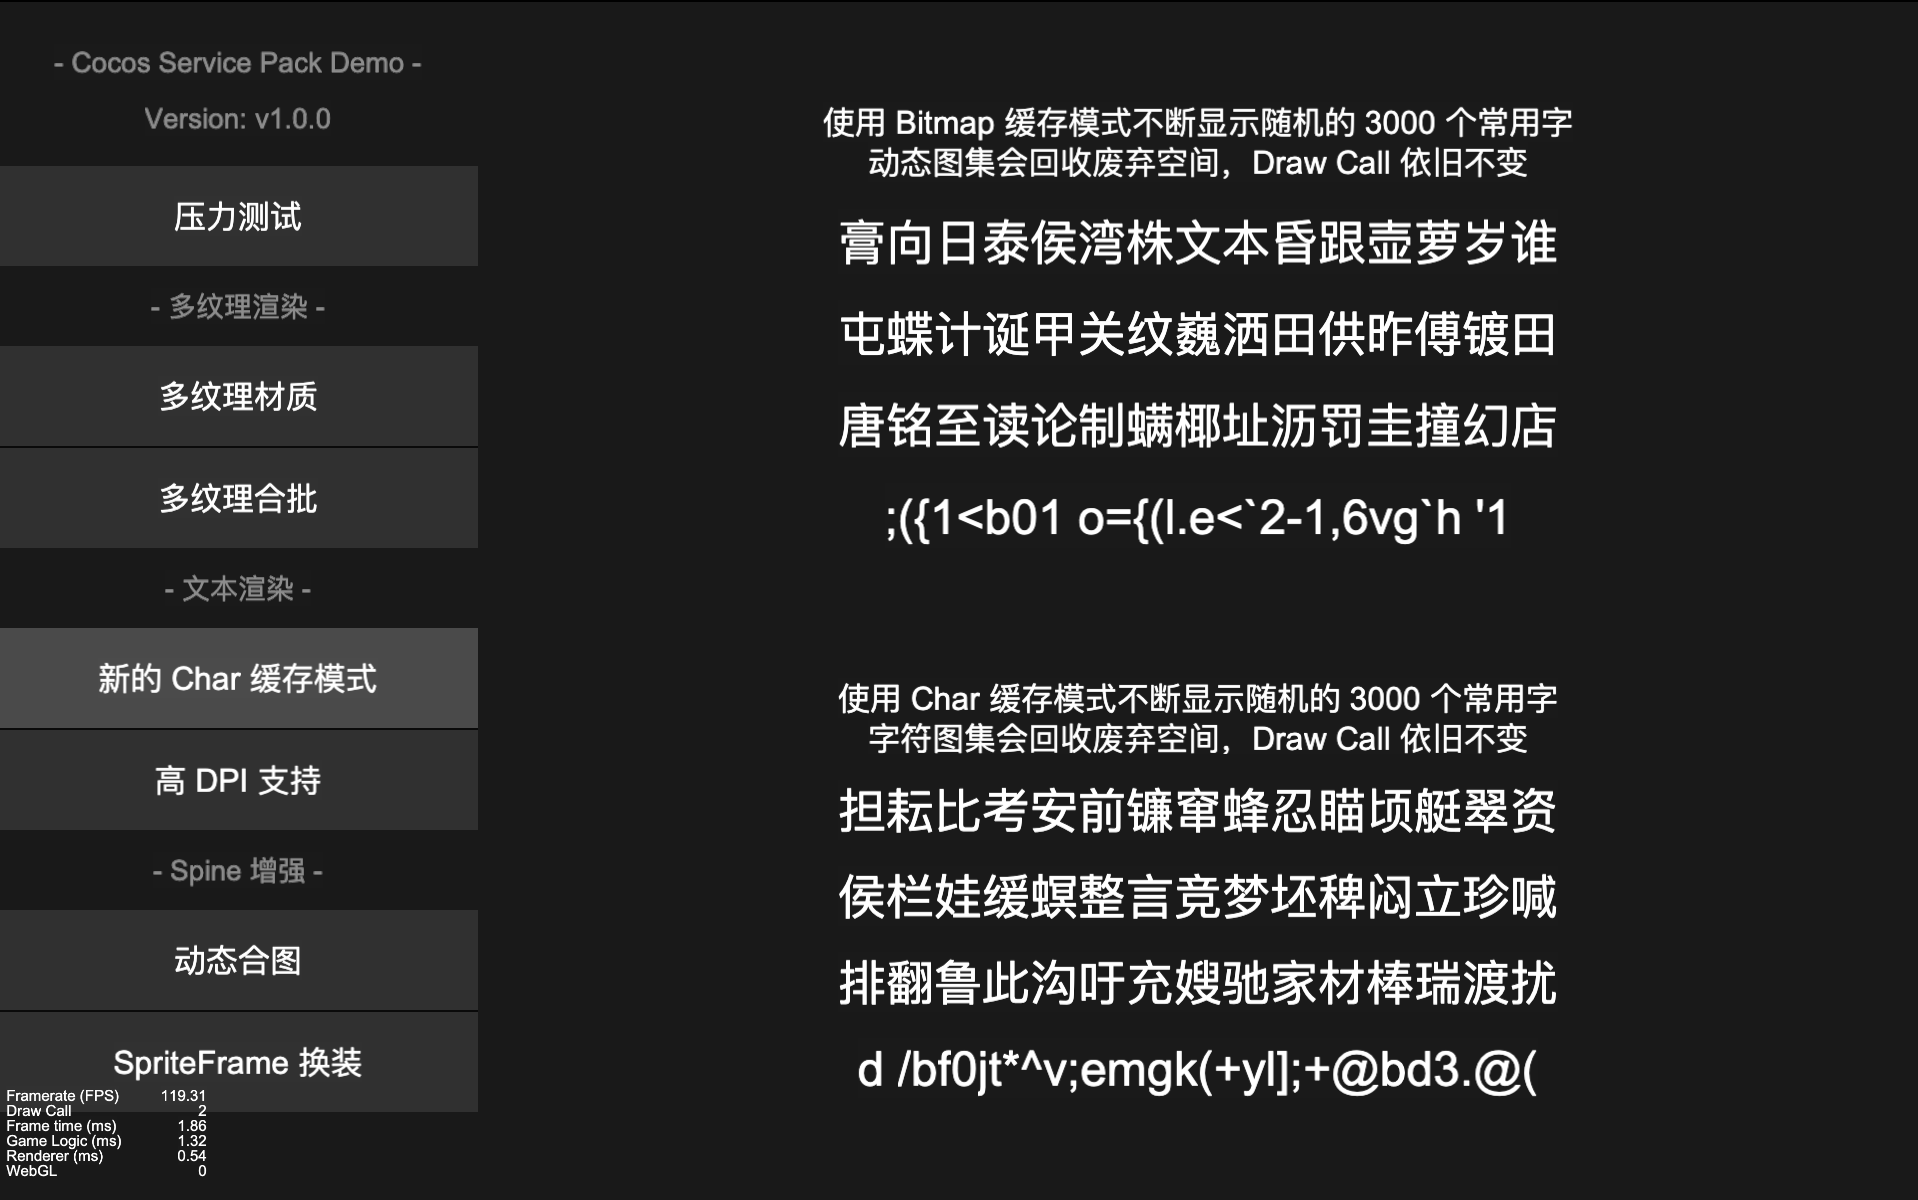 - Cocos Service Pack Demo -
Version: v1.0.0
压力测试
- 多纹理渲染 -
多纹理材质
多纹理合批
- 文本渲染 -
新的 Char 缓存模式
高 DPI 支持
- Spine 增强 -
动态合图
SpriteFrame 换装
Framerate (FPS) 119.31
Draw Call 2
Frame time (ms) 1.86
Game Logic (ms) 1.32
Renderer (ms) 0.54
WebGL 0
使用 Bitmap 缓存模式不断显示随机的 3000 个常用字
动态图集会回收废弃空间，Draw Call 依旧不变
膏向日泰侯湾株文本昏跟壶萝岁谁
屯蝶计诞甲关纹巍洒田供昨傅镀田
唐铭至读论制螨椰址沥罚圭撞幻店
;({1<b01 o={(l.e<`2-1,6vg`h '1
使用 Char 缓存模式不断显示随机的 3000 个常用字
字符图集会回收废弃空间，Draw Call 依旧不变
担耘比考安前镰窜蜂忍瞄顷艇翠资
侯栏娃缓螟整言竞梦坯稗闷立珍喊
排翻鲁此沟吁充嫂驰家材棒瑞渡扰
d /bf0jt*^v;emgk(+yl];+@bd3.@(